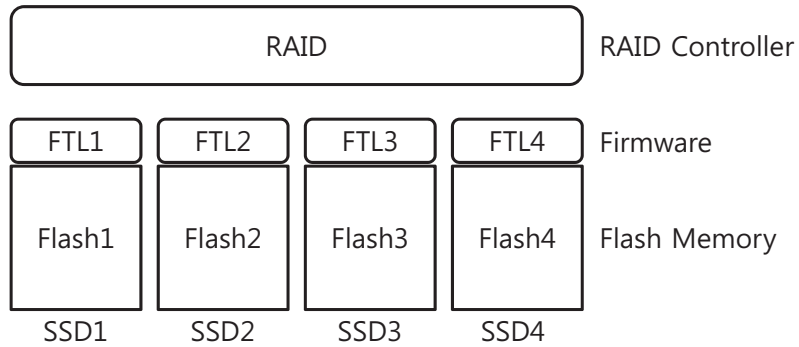 RAID RAID Controller
FTL1 FTL2 FTL3 FTL4 Firmware
Flash1 Flash2 Flash3 Flash4 Flash Memory
SSD1 SSD2 SSD3 SSD4